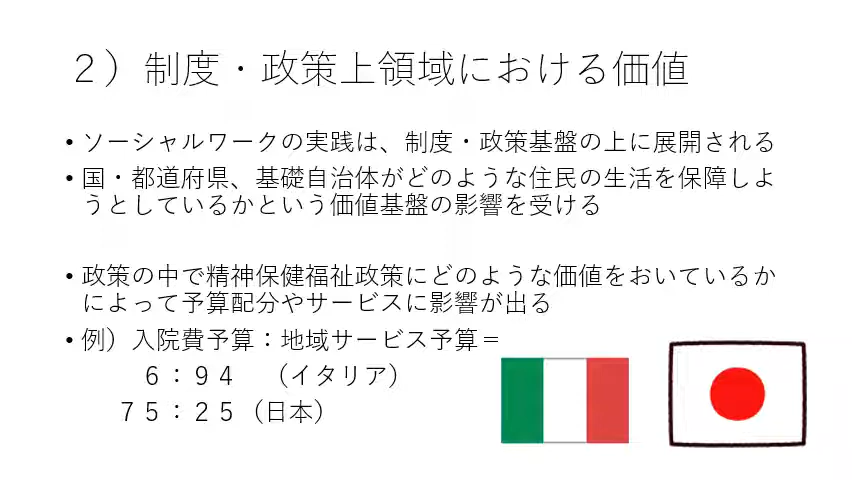 ２）制度・政策上領域における価値
• ソーシャルワークの実践は、制度・政策基盤の上に展開される
• 国・都道府県、基礎自治体がどのような住民の生活を保障しよ
うとしているかという価値基盤の影響を受ける
• 政策の中で精神保健福祉政策にどのような価値をおいているか
によって予算配分やサービスに影響が出る
• 例）入院費予算：地域サービス予算＝
６：９４　（イタリア）
７５：２５（日本）